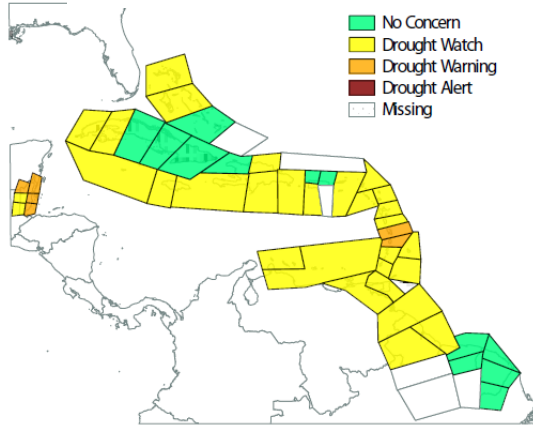 No Concern
Drought Watch
Drought Warning
Drought Alert
Missing